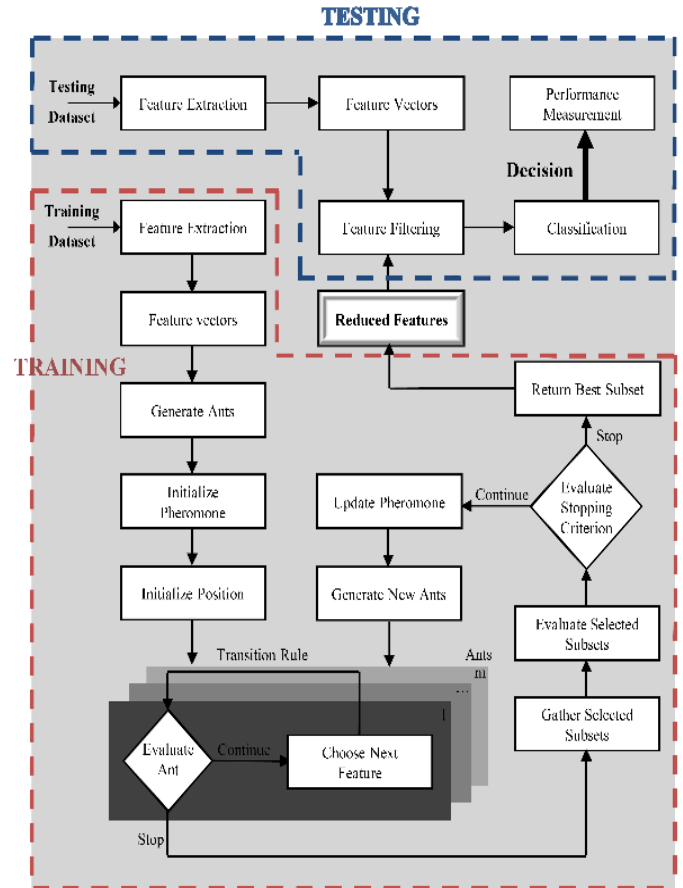 TESTING
Testing
Dataset
Feature Extraction
Feature Vectors
Performance
Measurement
Decision
Training
Dataset
Feature Extraction
Feature Filtering
Classification
Feature vectors
Reduced Features
TRAINING
Generate Ants
Return Best Subset
Stop
Initialize
Pheromone
Update Pheromone
Continue
Evaluate
Stopping
Criterion
Initialize Position
Generate New Ants
Evaluate Selected
Subsets
Transition Rule
Ants
m
...
1
Gather Selected
Subsets
Evaluate
Ant
Continue
Choose Next
Feature
Stop